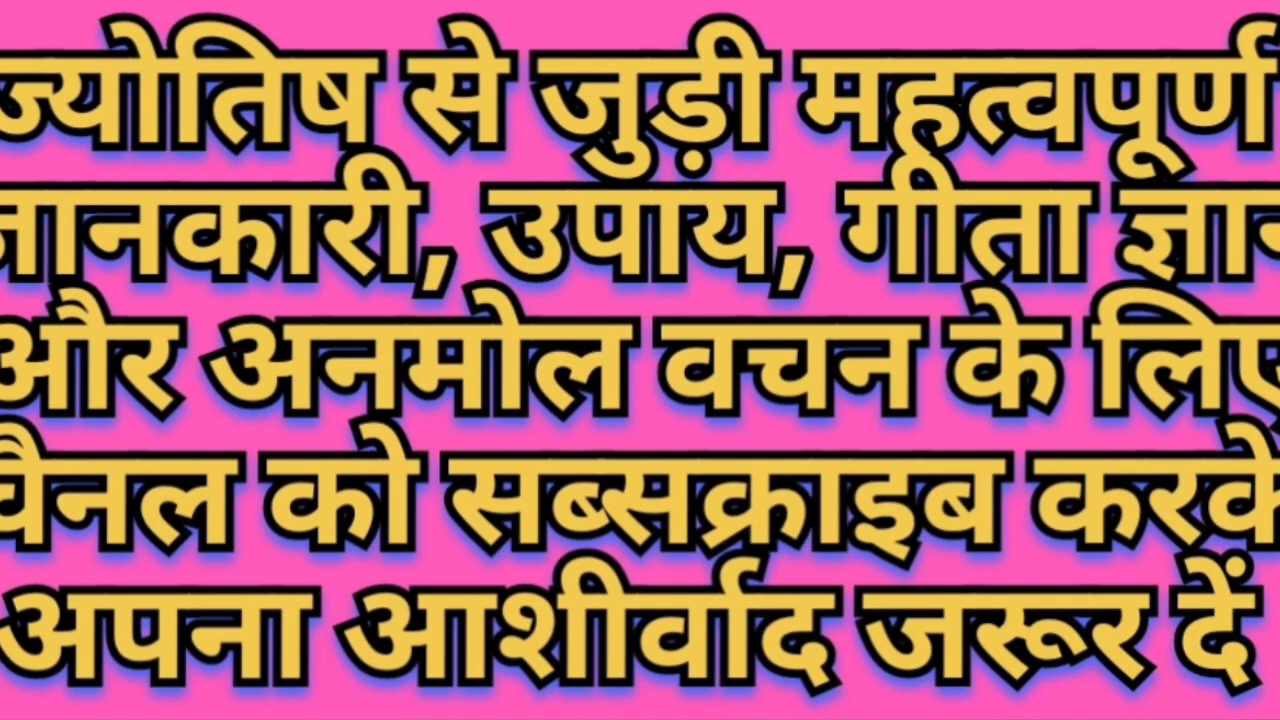 ज्योतिष से जुड़ी महत्वपूर्ण
जानकारी, उपाय, गीता ज्ञान
और अनमोल वचन के लिए
चैनल को सब्सक्राइब करके
अपना आशीर्वाद जरूर दें